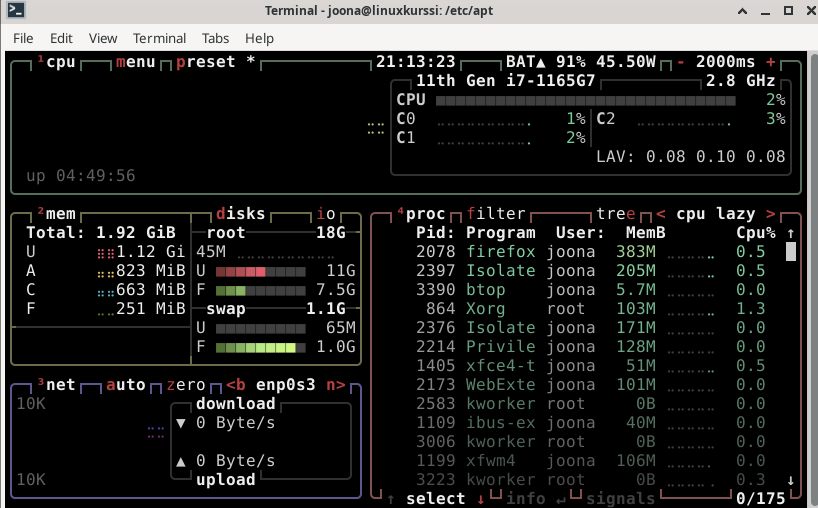 Terminal - joona@linuxkurssi: /etc/apt
File Edit View Terminal Tabs Help
¹cpu menu preset * 21:13:23 BAT▲ 91% 45.50W - 2000ms +
11th Gen i7-1165G7 2.8 GHz
CPU 2%
C0 1% C2 3%
C1 2%
LAV: 0.08 0.10 0.08
up 04:49:56
²mem disks io
Total: 1.92 GiB root 18G
U 1.12 Gi 45M
A 823 MiB U 11G
C 663 MiB F 7.5G
F 251 MiB swap 1.1G
U 65M
F 1.0G
³net auto zero <b enp0s3 n>
10K download
▼ 0 Byte/s
▲ 0 Byte/s
10K upload
⁴proc filter tree < cpu lazy >
Pid: Program User: MemB Cpu% ↑
2078 firefox joona 383M 0.5
2397 Isolate joona 205M 0.5
3390 btop joona 5.7M 0.0
864 Xorg root 103M 1.3
2376 Isolate joona 171M 0.0
2214 Privile joona 128M 0.0
1405 xfce4-t joona 51M 0.5
2173 WebExte joona 101M 0.0
2583 kworker root 0B 0.0
1109 ibus-ex joona 40M 0.0
3006 kworker root 0B 0.0
1199 xfwm4 joona 106M 0.0
3223 kworker root 0B 0.3 ↓
↑ select ↓ info ↵ signals 0/175